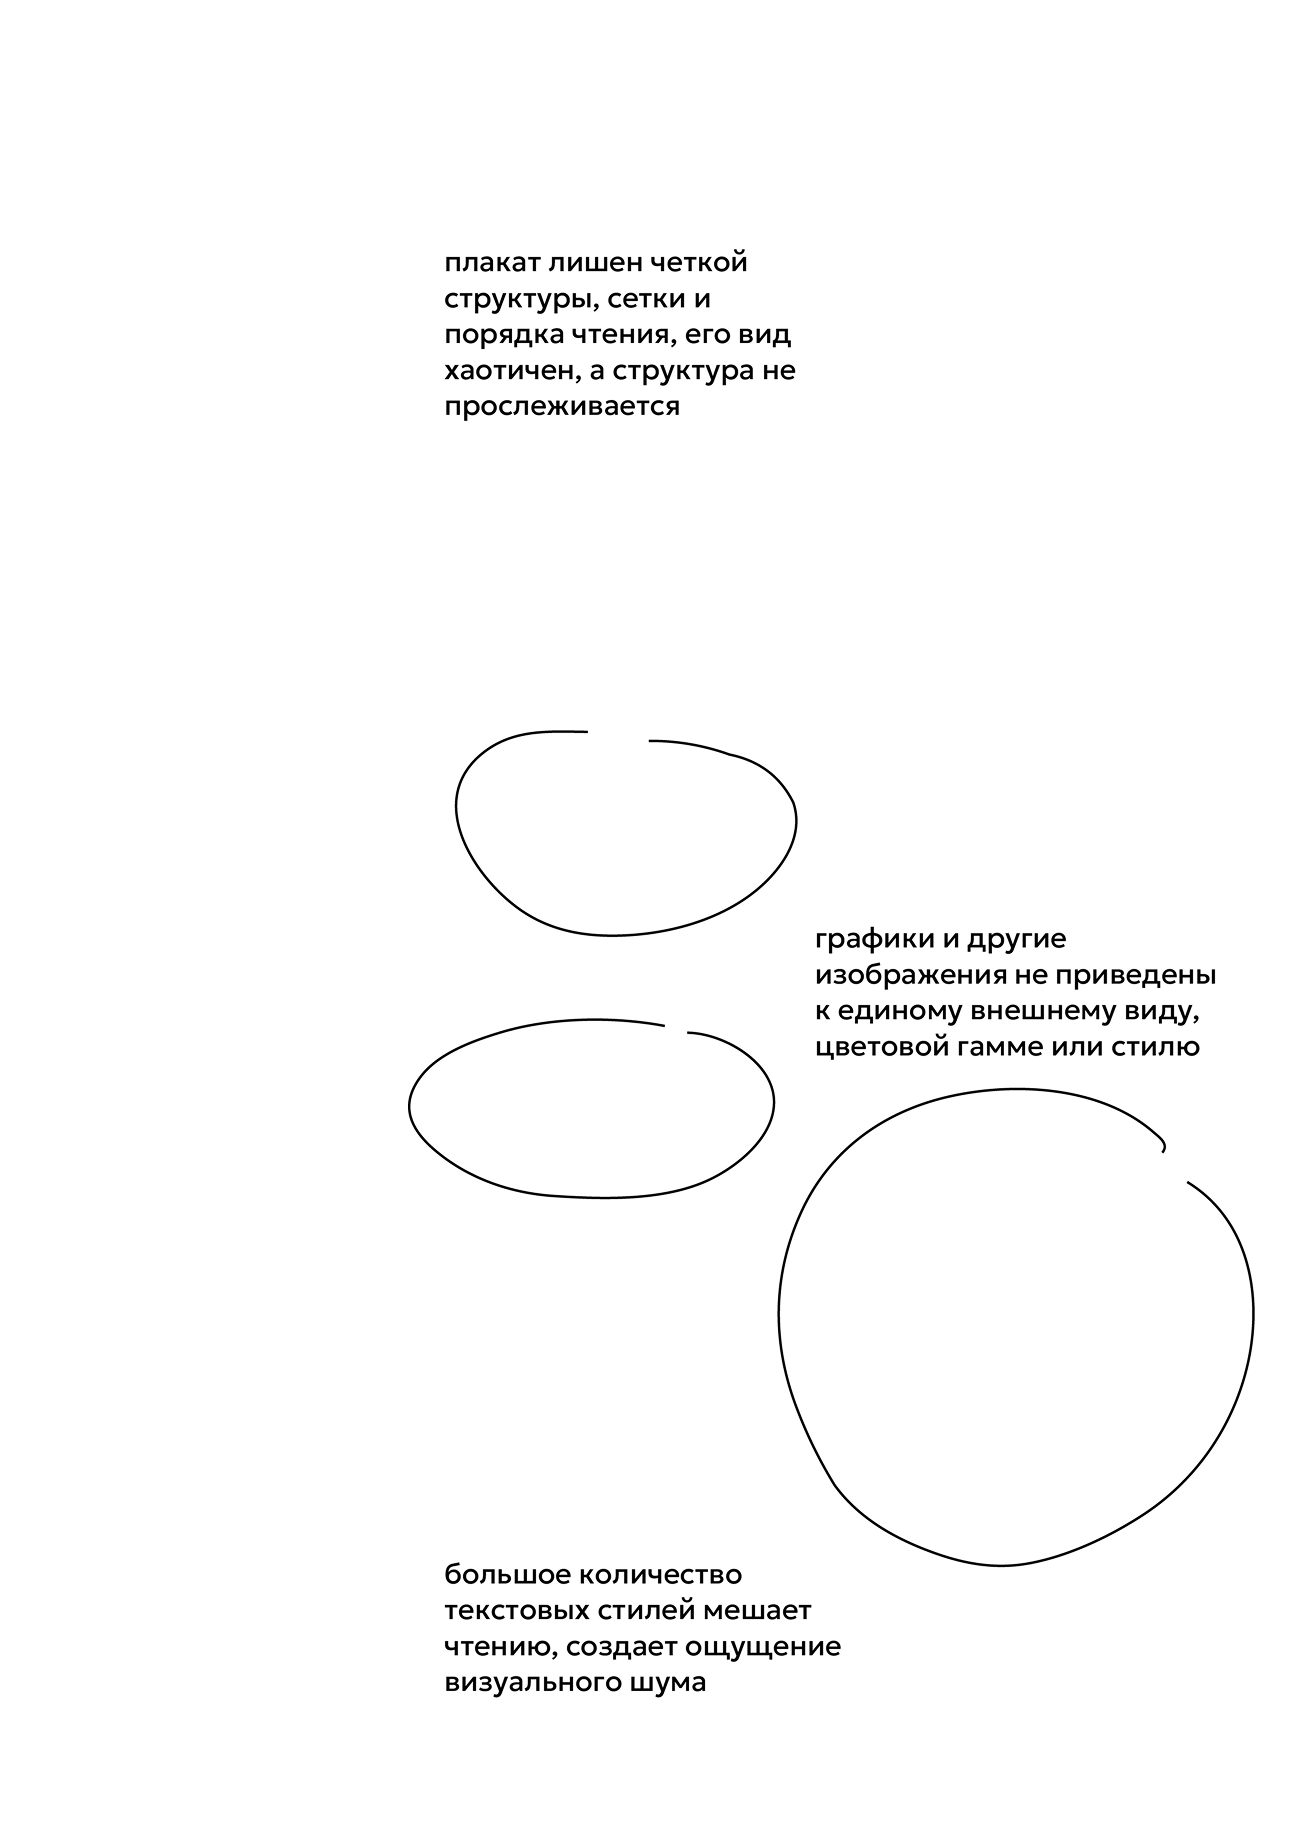 плакат лишен четкой
структуры, сетки и
порядка чтения, его вид
хаотичен, а структура не
прослеживается
графики и другие
изображения не приведены
к единому внешнему виду,
цветовой гамме или стилю
большое количество
текстовых стилей мешает
чтению, создает ощущение
визуального шума